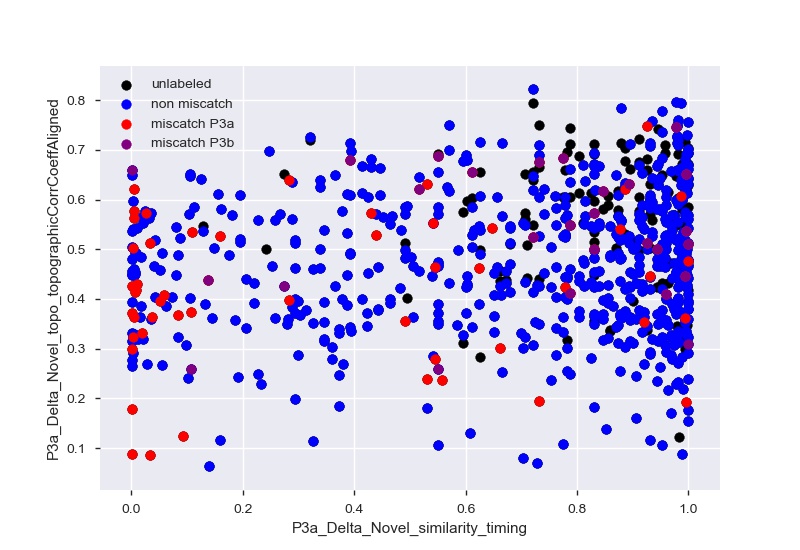 unlabeled
non miscatch
miscatch P3a
miscatch P3b
0.8
0.7
0.6
0.5
0.4
0.3
0.2
0.1
P3a_Delta_Novel_topo_topographicCorrCoeffAligned
0.0 0.2 0.4 0.6 0.8 1.0
P3a_Delta_Novel_similarity_timing